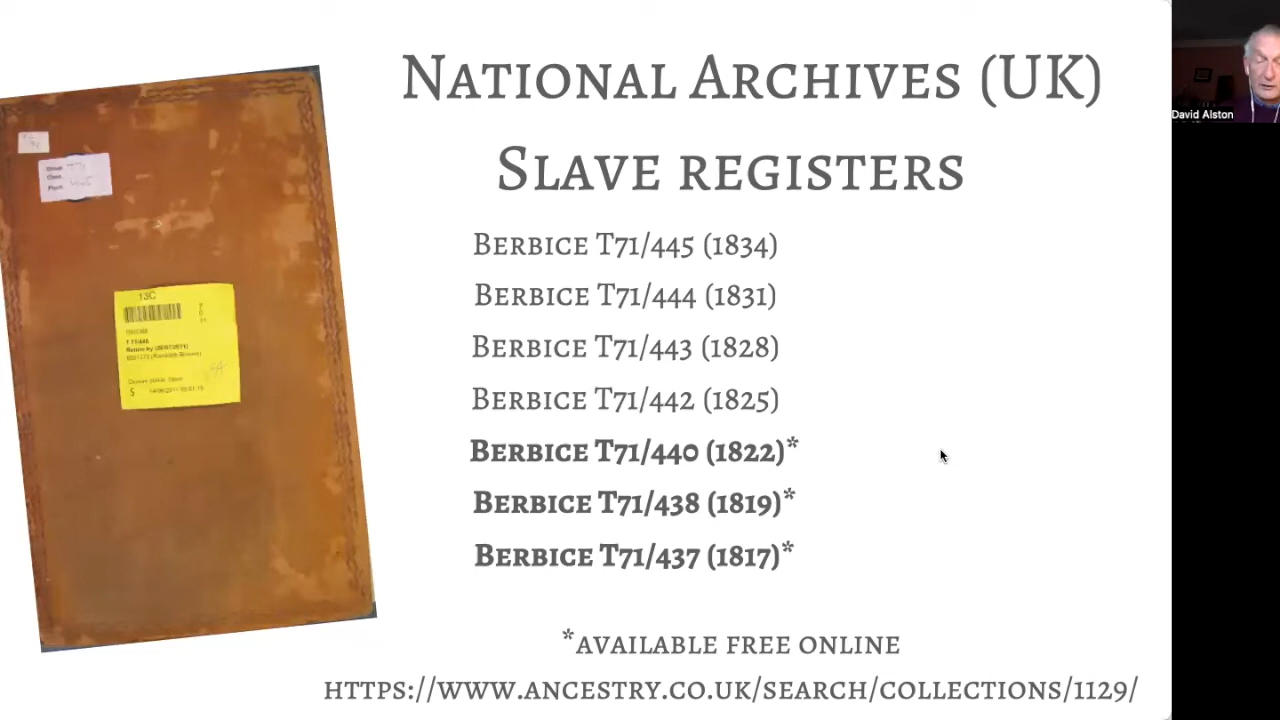 National Archives (UK)
Slave registers
Berbice T71/445 (1834)
Berbice T71/444 (1831)
Berbice T71/443 (1828)
Berbice T71/442 (1825)
Berbice T71/440 (1822)*
Berbice T71/438 (1819)*
Berbice T71/437 (1817)*
*available free online
https://www.ancestry.co.uk/search/collections/1129/
David Alston
13C